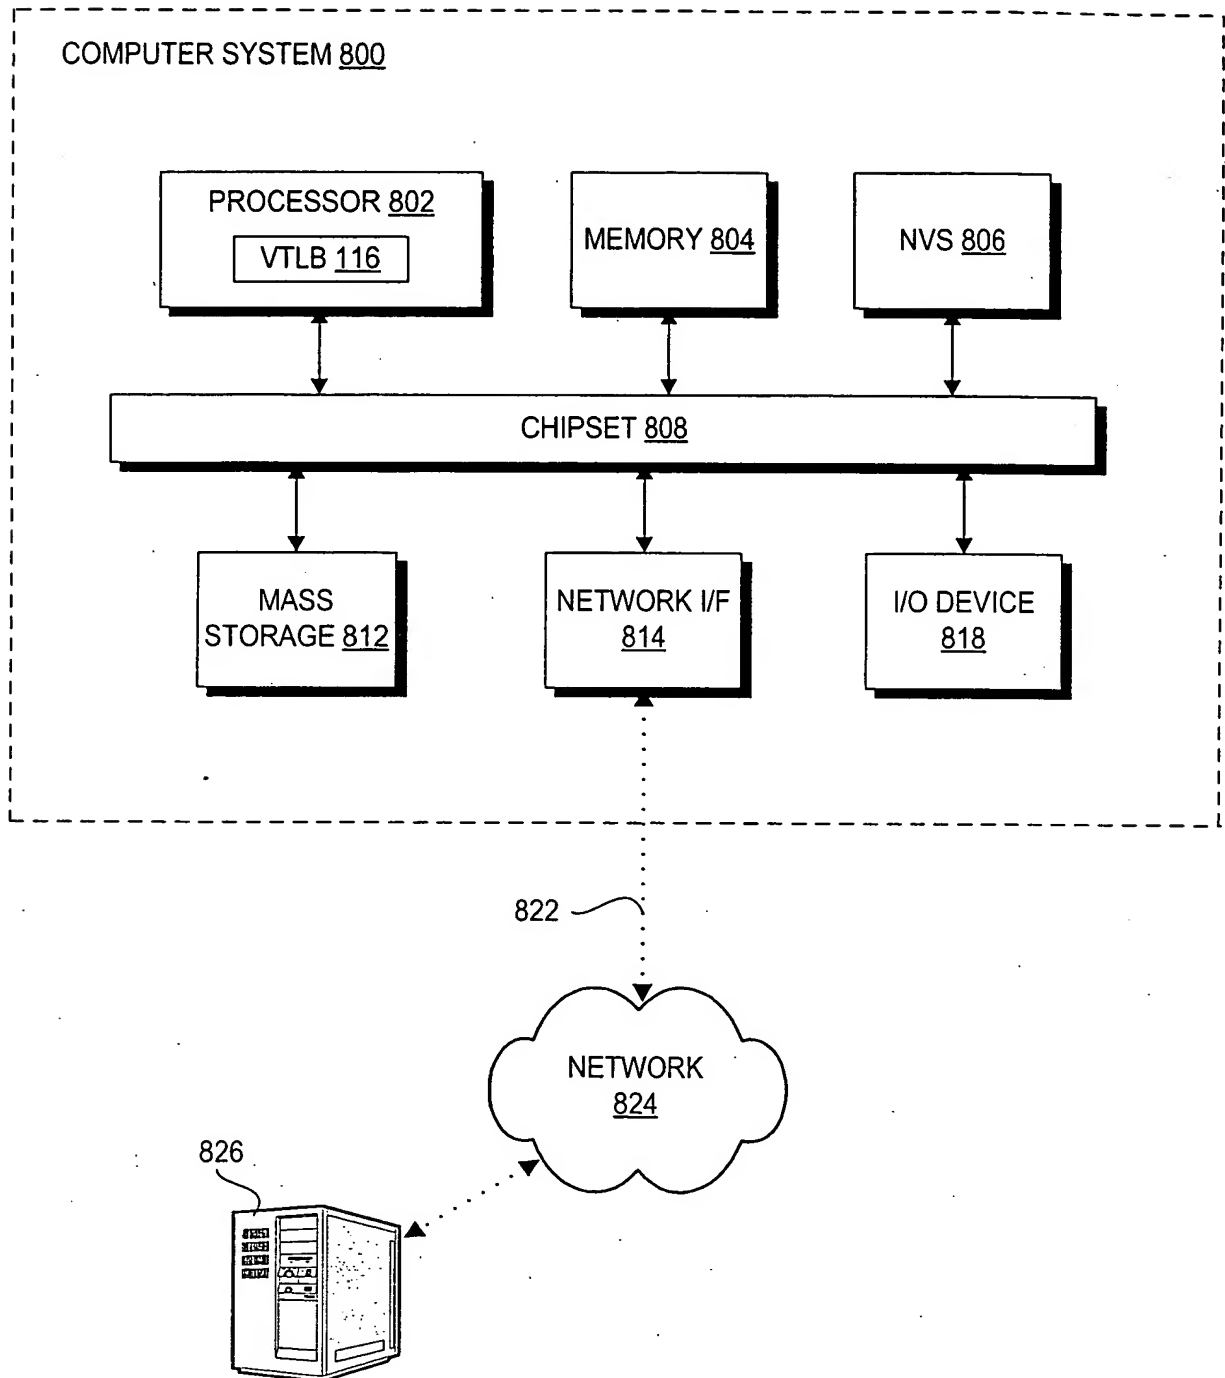 COMPUTER SYSTEM 800
PROCESSOR 802
VTLB 116
MEMORY 804
NVS 806
CHIPSET 808
MASS
STORAGE 812
NETWORK I/F
814
I/O DEVICE
818
822
NETWORK
824
826